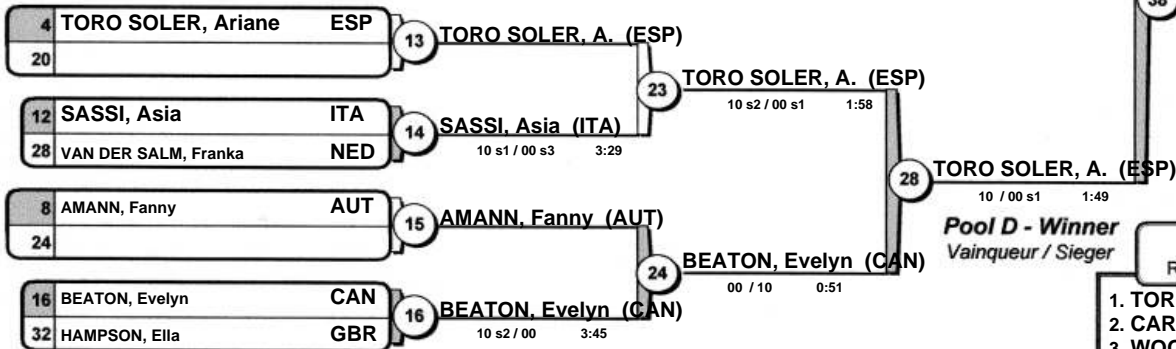 38
4 TORO SOLER, Ariane ESP
20
13 TORO SOLER, A. (ESP)
12 SASSI, Asia ITA
28 VAN DER SALM, Franka NED
14 SASSI, Asia (ITA)
10 s1 / 00 s3 3:29
23 TORO SOLER, A. (ESP)
10 s2 / 00 s1 1:58
8 AMANN, Fanny AUT
24
15 AMANN, Fanny (AUT)
16 BEATON, Evelyn CAN
32 HAMPSON, Ella GBR
16 BEATON, Evelyn (CAN)
10 s2 / 00 3:45
24 BEATON, Evelyn (CAN)
00 / 10 0:51
28 TORO SOLER, A. (ESP)
10 / 00 s1 1:49
Pool D - Winner
Vainqueur / Sieger
R
1. TOR
2. CAR